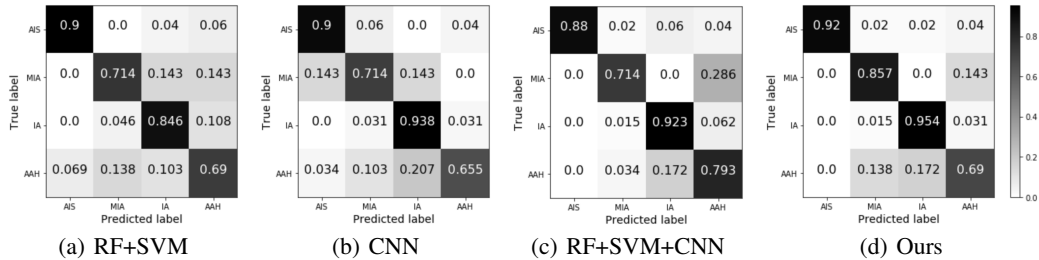 True label
AIS
MIA
IA
AAH
0.9 0.0 0.04 0.06
0.0 0.714 0.143 0.143
0.0 0.046 0.846 0.108
0.069 0.138 0.103 0.69
AIS MIA IA AAH
Predicted label
(a) RF+SVM
True label
AIS
MIA
IA
AAH
0.9 0.06 0.0 0.04
0.143 0.714 0.143 0.0
0.0 0.031 0.938 0.031
0.034 0.103 0.207 0.655
AIS MIA IA AAH
Predicted label
(b) CNN
True label
AIS
MIA
IA
AAH
0.88 0.02 0.06 0.04
0.0 0.714 0.0 0.286
0.0 0.015 0.923 0.062
0.0 0.034 0.172 0.793
AIS MIA IA AAH
Predicted label
(c) RF+SVM+CNN
True label
AIS
MIA
IA
AAH
0.92 0.02 0.02 0.04
0.0 0.857 0.0 0.143
0.0 0.015 0.954 0.031
0.0 0.138 0.172 0.69
AIS MIA IA AAH
Predicted label
(d) Ours
0.8
0.6
0.4
0.2
0.0